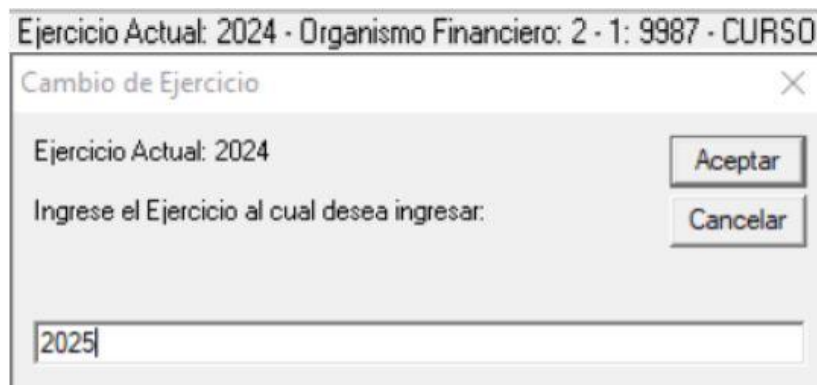 Ejercicio Actual: 2024 - Organismo Financiero: 2 - 1: 9987 - CURSO
Cambio de Ejercicio
Ejercicio Actual: 2024
Aceptar
Ingrese el Ejercicio al cual desea ingresar:
Cancelar
2025